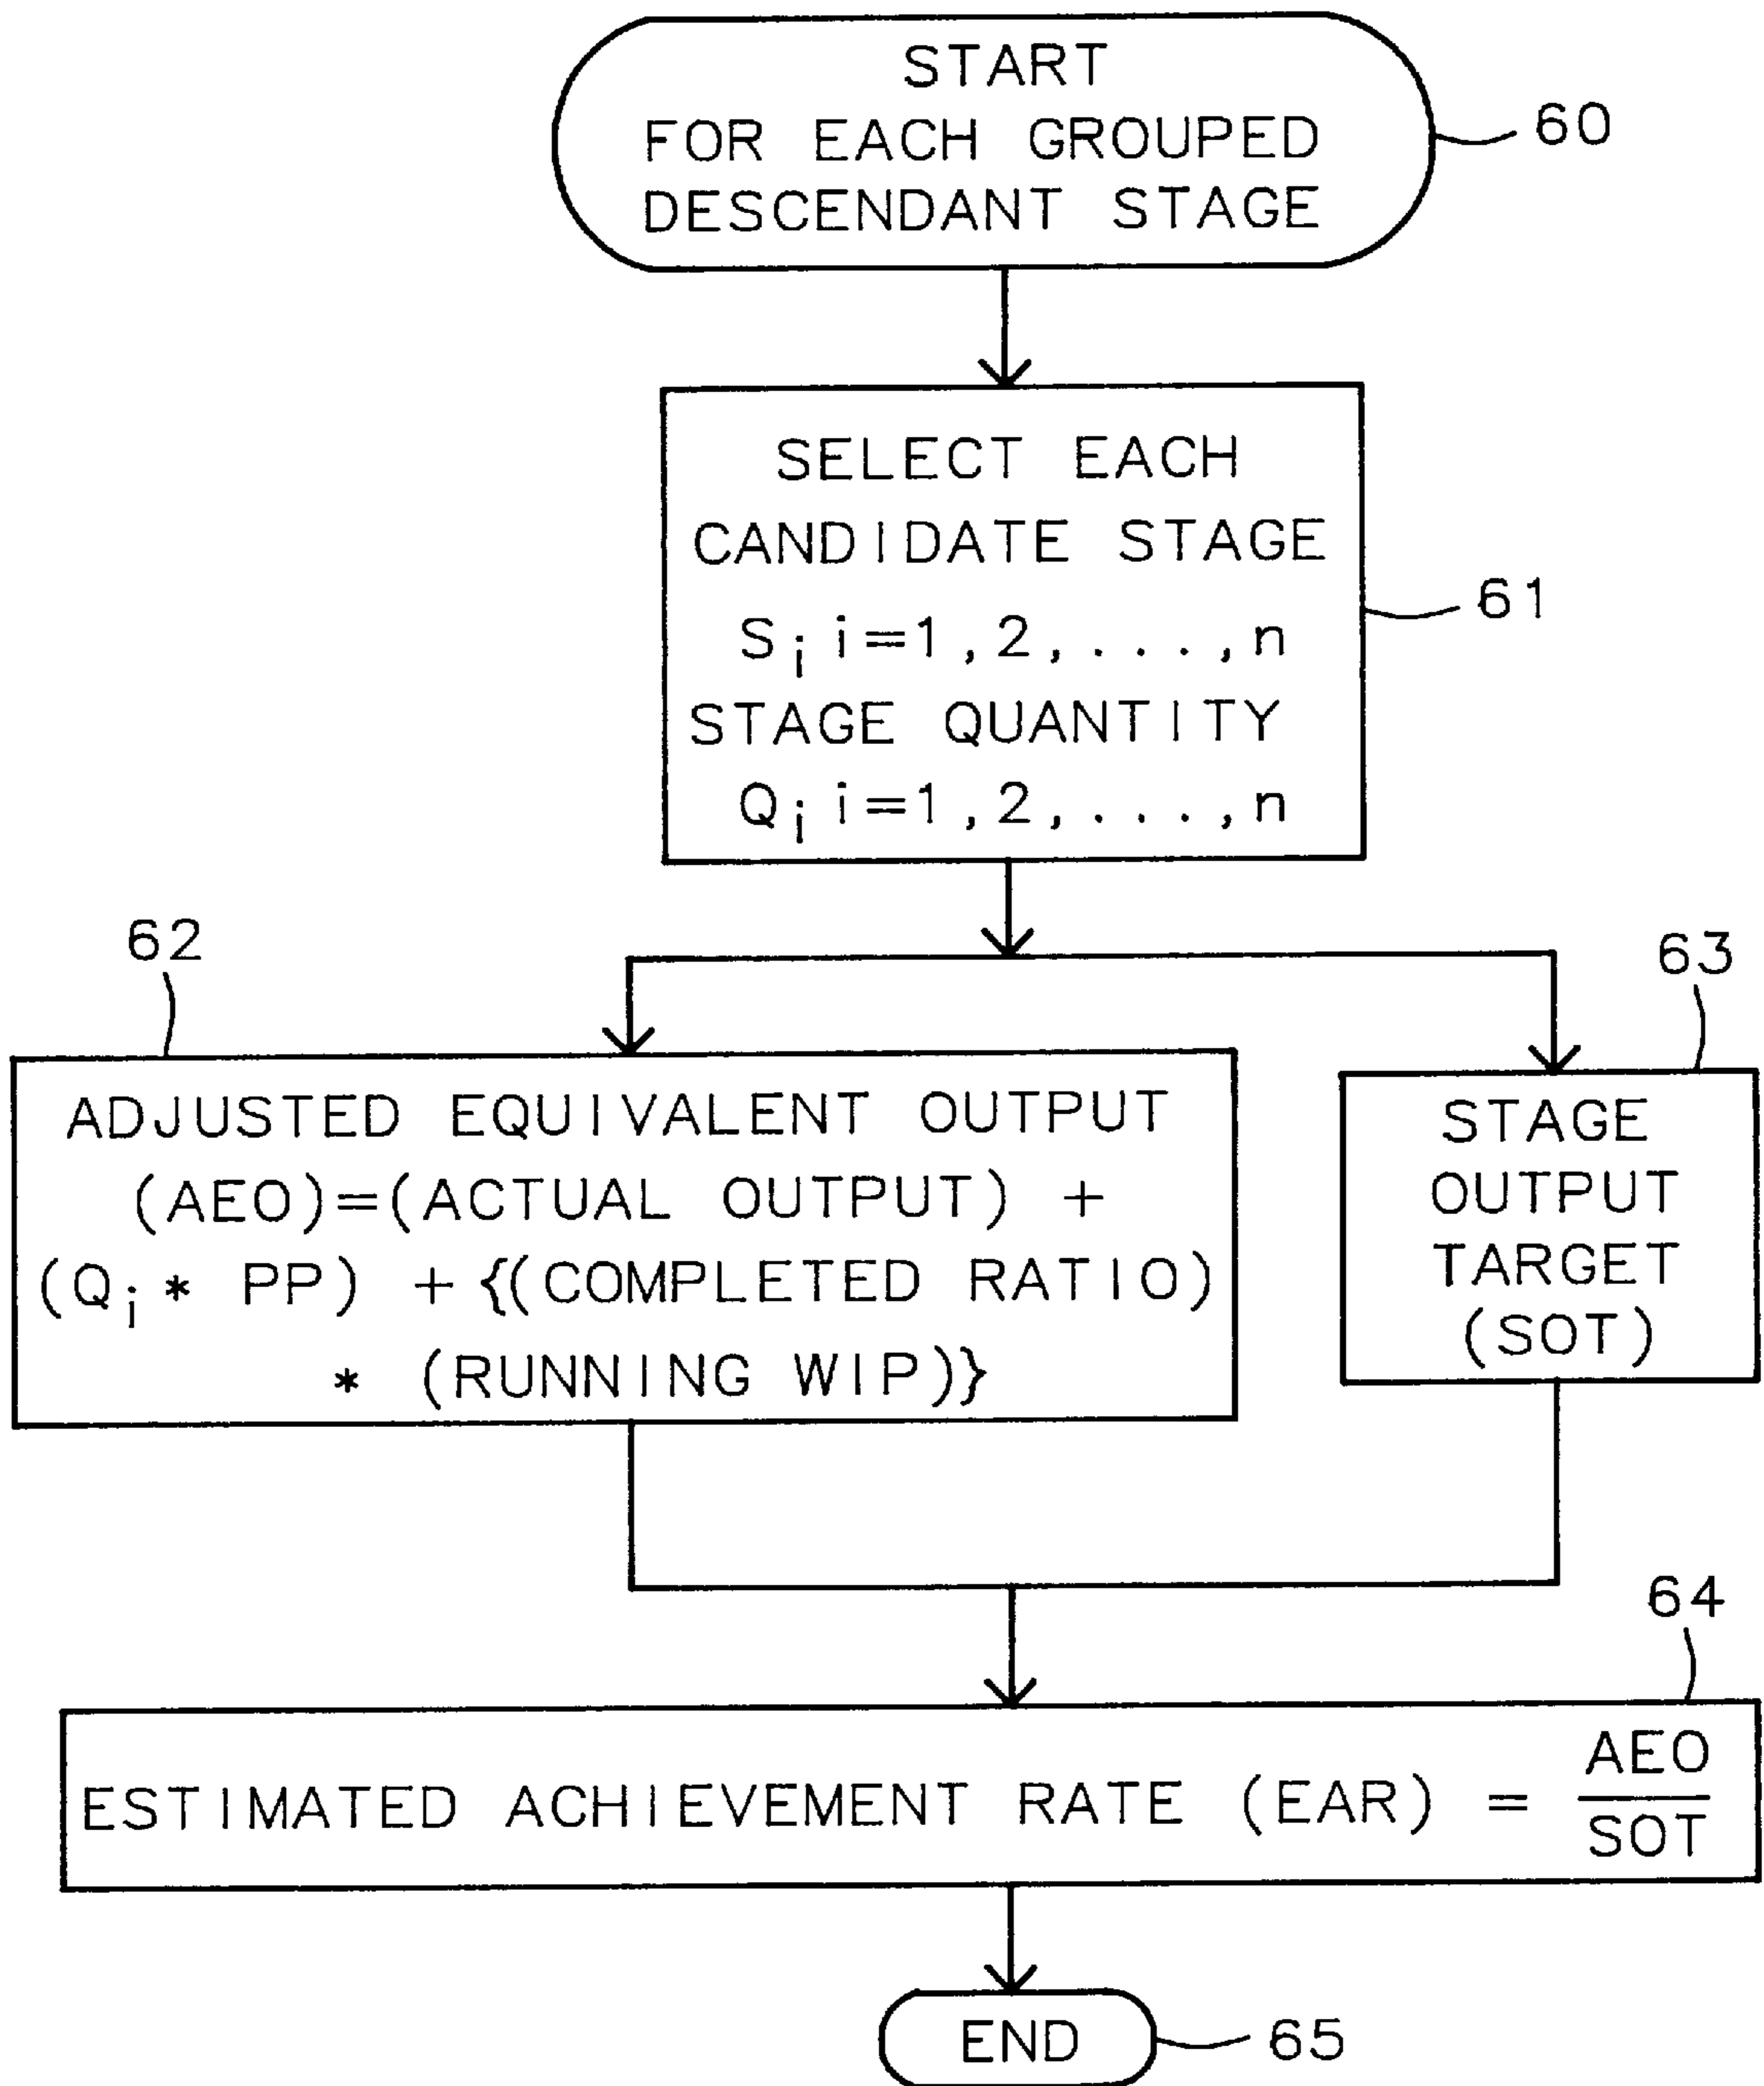 START
FOR EACH GROUPED
DESCENDANT STAGE
60
SELECT EACH
CANDIDATE STAGE
Sᵢ i=1,2,...,n
STAGE QUANTITY
Qᵢ i=1,2,...,n
61
62
ADJUSTED EQUIVALENT OUTPUT
(AEO)=(ACTUAL OUTPUT) +
(Qᵢ * PP) + {(COMPLETED RATIO)
* (RUNNING WIP)}
63
STAGE
OUTPUT
TARGET
(SOT)
64
ESTIMATED ACHIEVEMENT RATE (EAR) = AEO/SOT
END
65